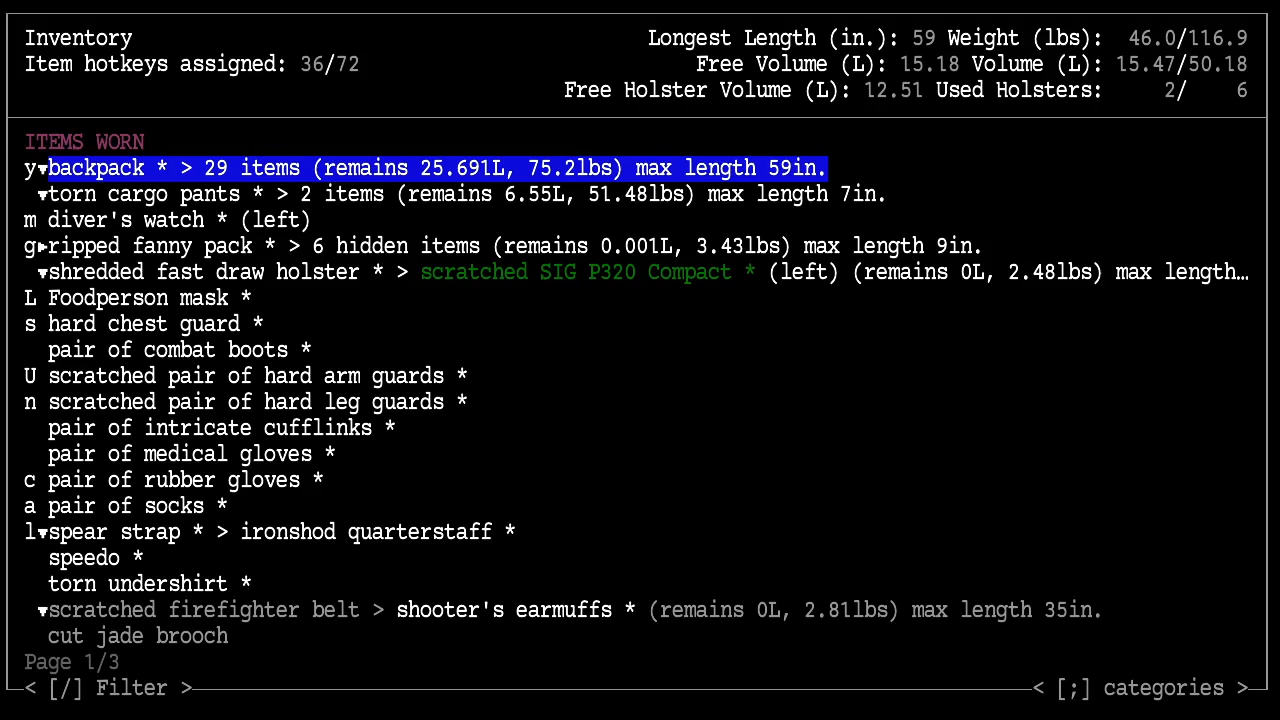 Inventory Longest Length (in.): 59 Weight (lbs): 46.0/116.9
Item hotkeys assigned: 36/72 Free Volume (L): 15.18 Volume (L): 15.47/50.18
Free Holster Volume (L): 12.51 Used Holsters: 2/ 6
ITEMS WORN
y▾backpack * > 29 items (remains 25.691L, 75.2lbs) max length 59in.
▾torn cargo pants * > 2 items (remains 6.55L, 51.48lbs) max length 7in.
m diver's watch * (left)
g▸ripped fanny pack * > 6 hidden items (remains 0.001L, 3.43lbs) max length 9in.
▾shredded fast draw holster * > scratched SIG P320 Compact * (left) (remains 0L, 2.48lbs) max length…
L Foodperson mask *
s hard chest guard *
pair of combat boots *
U scratched pair of hard arm guards *
n scratched pair of hard leg guards *
pair of intricate cufflinks *
pair of medical gloves *
c pair of rubber gloves *
a pair of socks *
l▾spear strap * > ironshod quarterstaff *
speedo *
torn undershirt *
▾scratched firefighter belt > shooter's earmuffs * (remains 0L, 2.81lbs) max length 35in.
cut jade brooch
Page 1/3
< [/] Filter > < [;] categories >